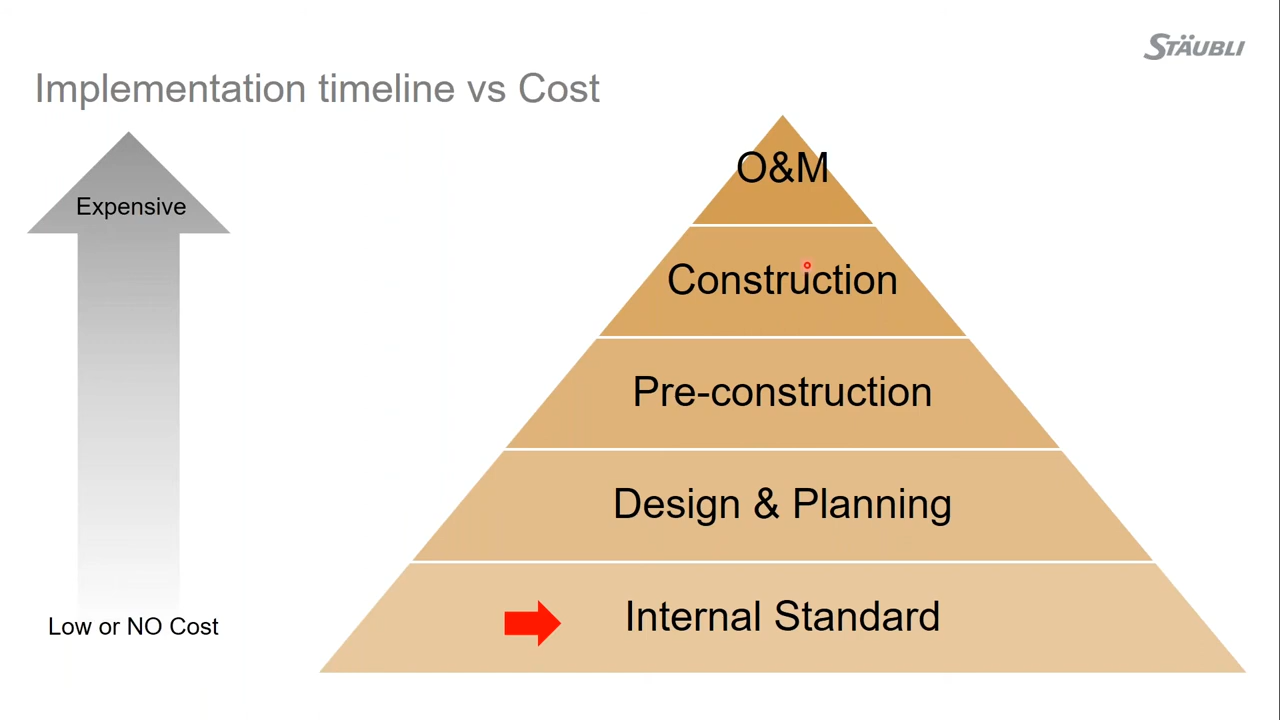 STÄUBLI
Implementation timeline vs Cost
Expensive
Low or NO Cost
O&M
Construction
Pre-construction
Design & Planning
Internal Standard